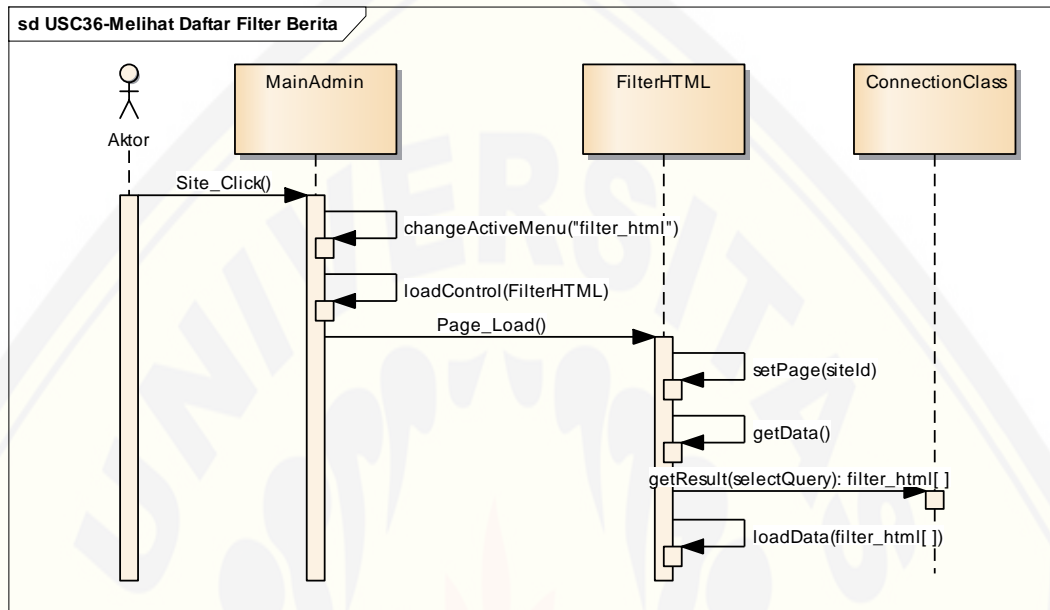 sd USC36-Melihat Daftar Filter Berita
MainAdmin
FilterHTML
ConnectionClass
Aktor
Site_Click()
changeActiveMenu("filter_html")
loadControl(FilterHTML)
Page_Load()
setPage(siteId)
getData()
getResult(selectQuery): filter_html[ ]
loadData(filter_html[ ])
UNIVERSITAS